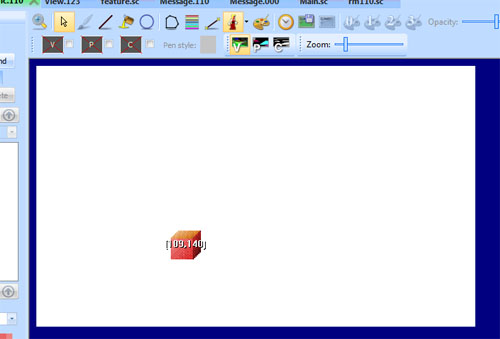 k.110 View.123 feature.sc Message.110 Message.000 Main.sc rm110.sc
Opacity:
V P C Pen style: V P C Zoom:
nd
te
[109,140]